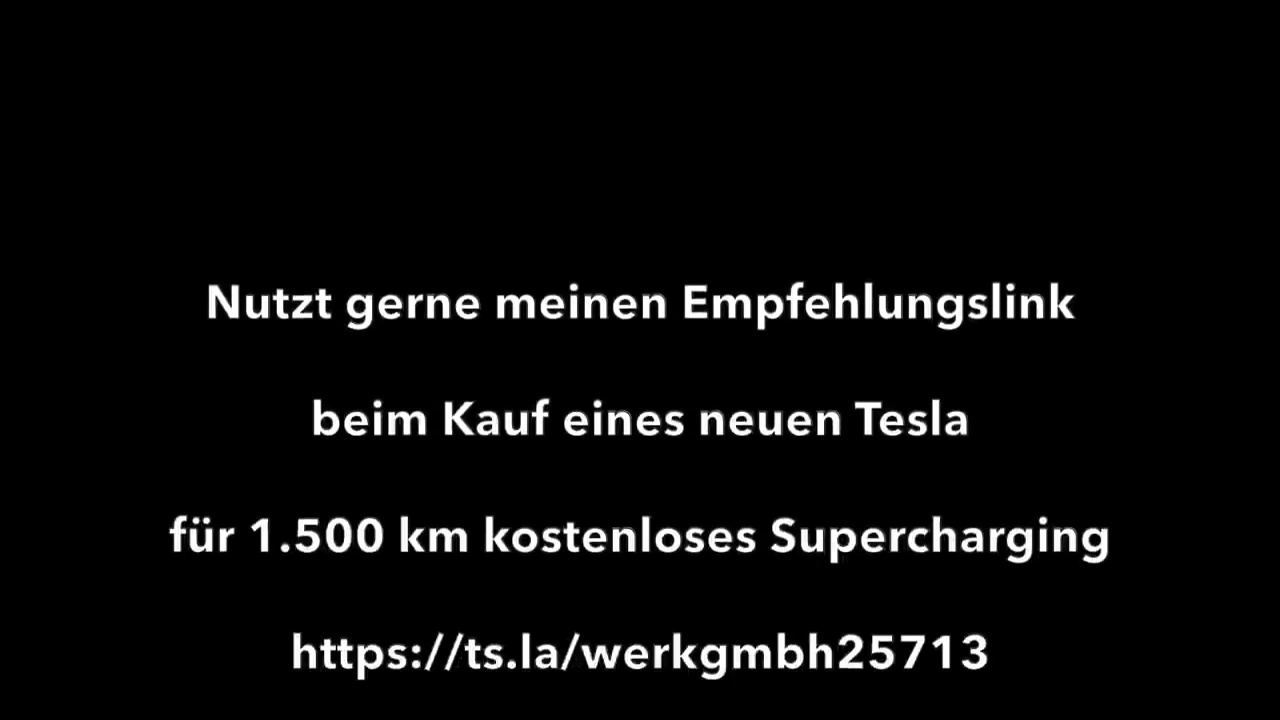 Nutzt gerne meinen Empfehlungslink
beim Kauf eines neuen Tesla
für 1.500 km kostenloses Supercharging
https://ts.la/werkgmbh25713